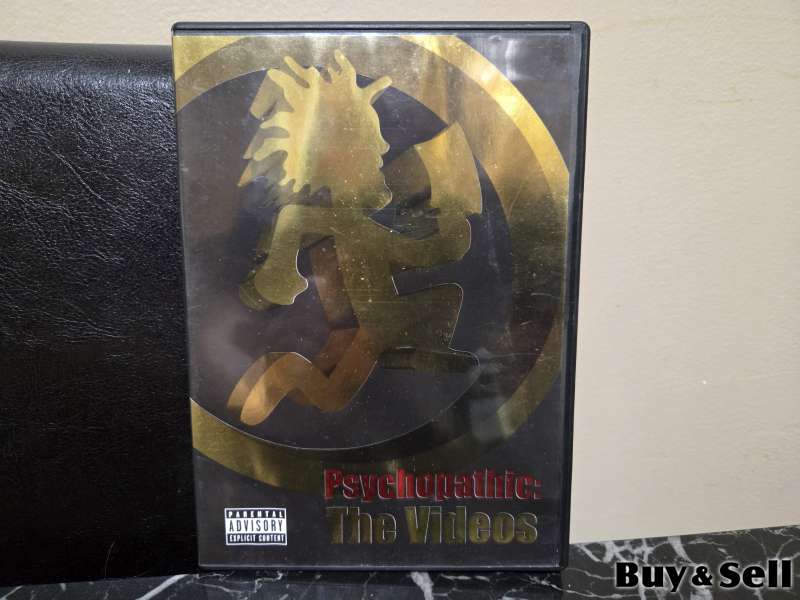 Psychopathic:
The Videos
PARENTAL
ADVISORY
EXPLICIT CONTENT
Buy & Sell